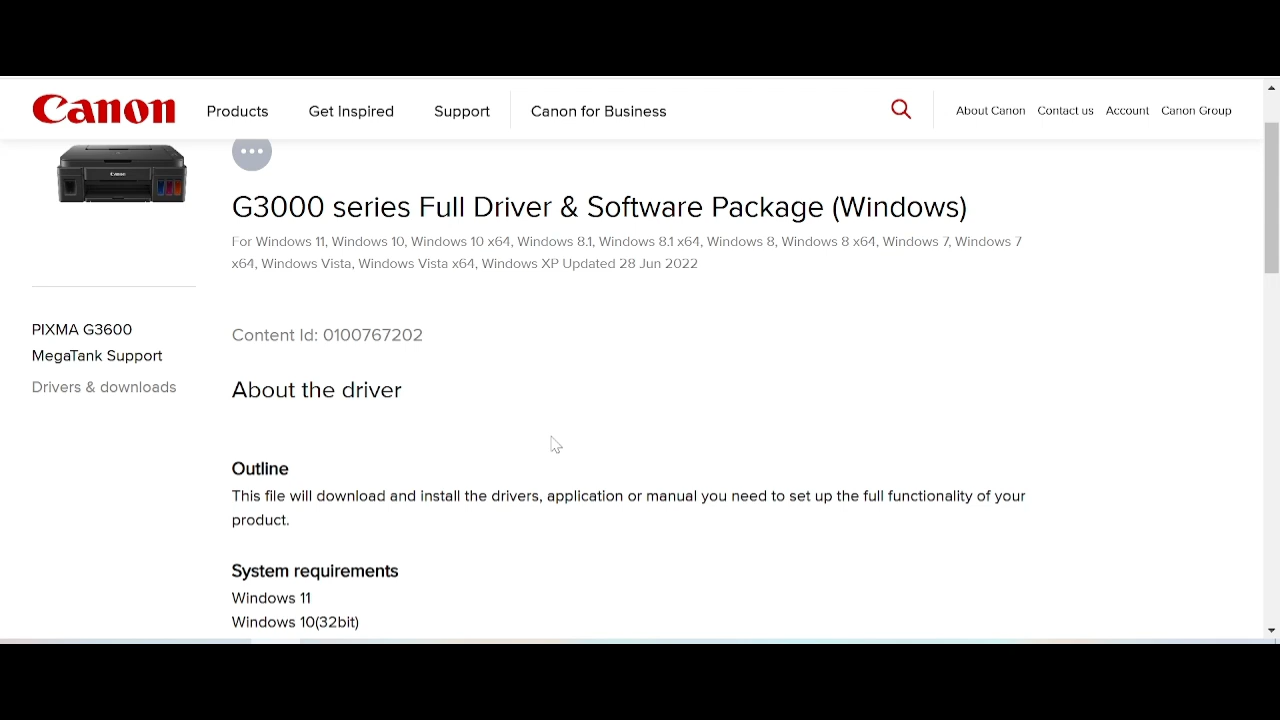 Canon
Products
Get Inspired
Support
Canon for Business
About Canon
Contact us
Account
Canon Group
Canon
G3000 series Full Driver & Software Package (Windows)
For Windows 11, Windows 10, Windows 10 x64, Windows 8.1, Windows 8.1 x64, Windows 8, Windows 8 x64, Windows 7, Windows 7
x64, Windows Vista, Windows Vista x64, Windows XP Updated 28 Jun 2022
PIXMA G3600
MegaTank Support
Drivers & downloads
Content Id: 0100767202
About the driver
Outline
This file will download and install the drivers, application or manual you need to set up the full functionality of your
product.
System requirements
Windows 11
Windows 10(32bit)